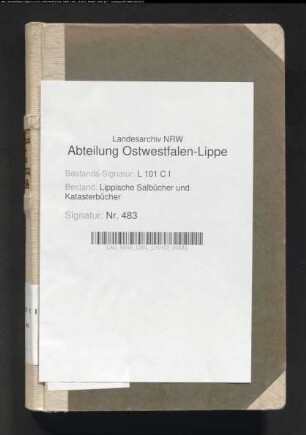 Landesarchiv NRW
Abteilung Ostwestfalen-Lippe
Bestands-Signatur: L 101 C I
Bestand: Lippische Salbücher und
Katasterbücher
Signatur: Nr. 483